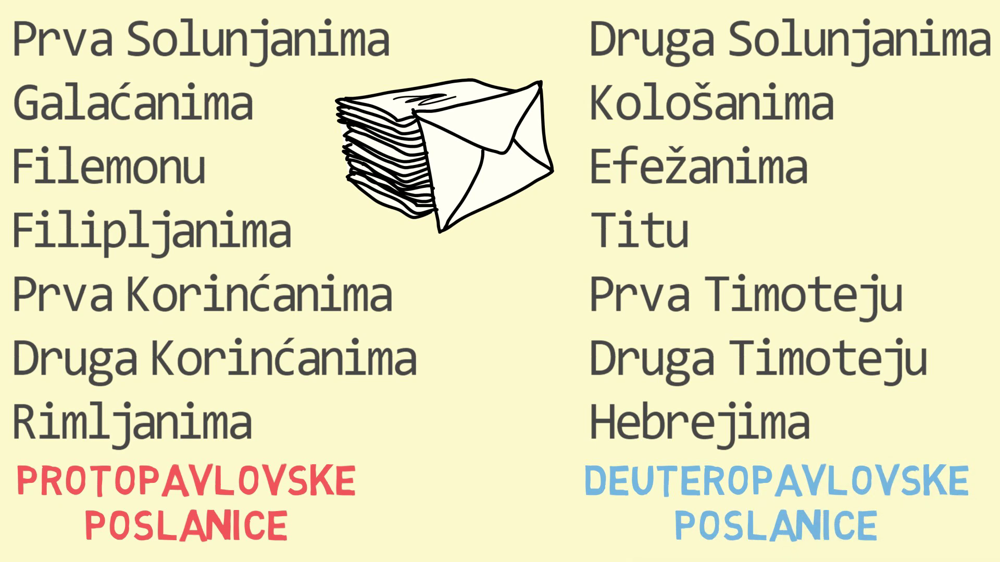 Prva Solunjanima
Galaćanima
Filemonu
Filipljanima
Prva Korinćanima
Druga Korinćanima
Rimljanima
PROTOPAVLOVSKE
POSLANICE
Druga Solunjanima
Kološanima
Efežanima
Titu
Prva Timoteju
Druga Timoteju
Hebrejima
DEUTEROPAVLOVSKE
POSLANICE